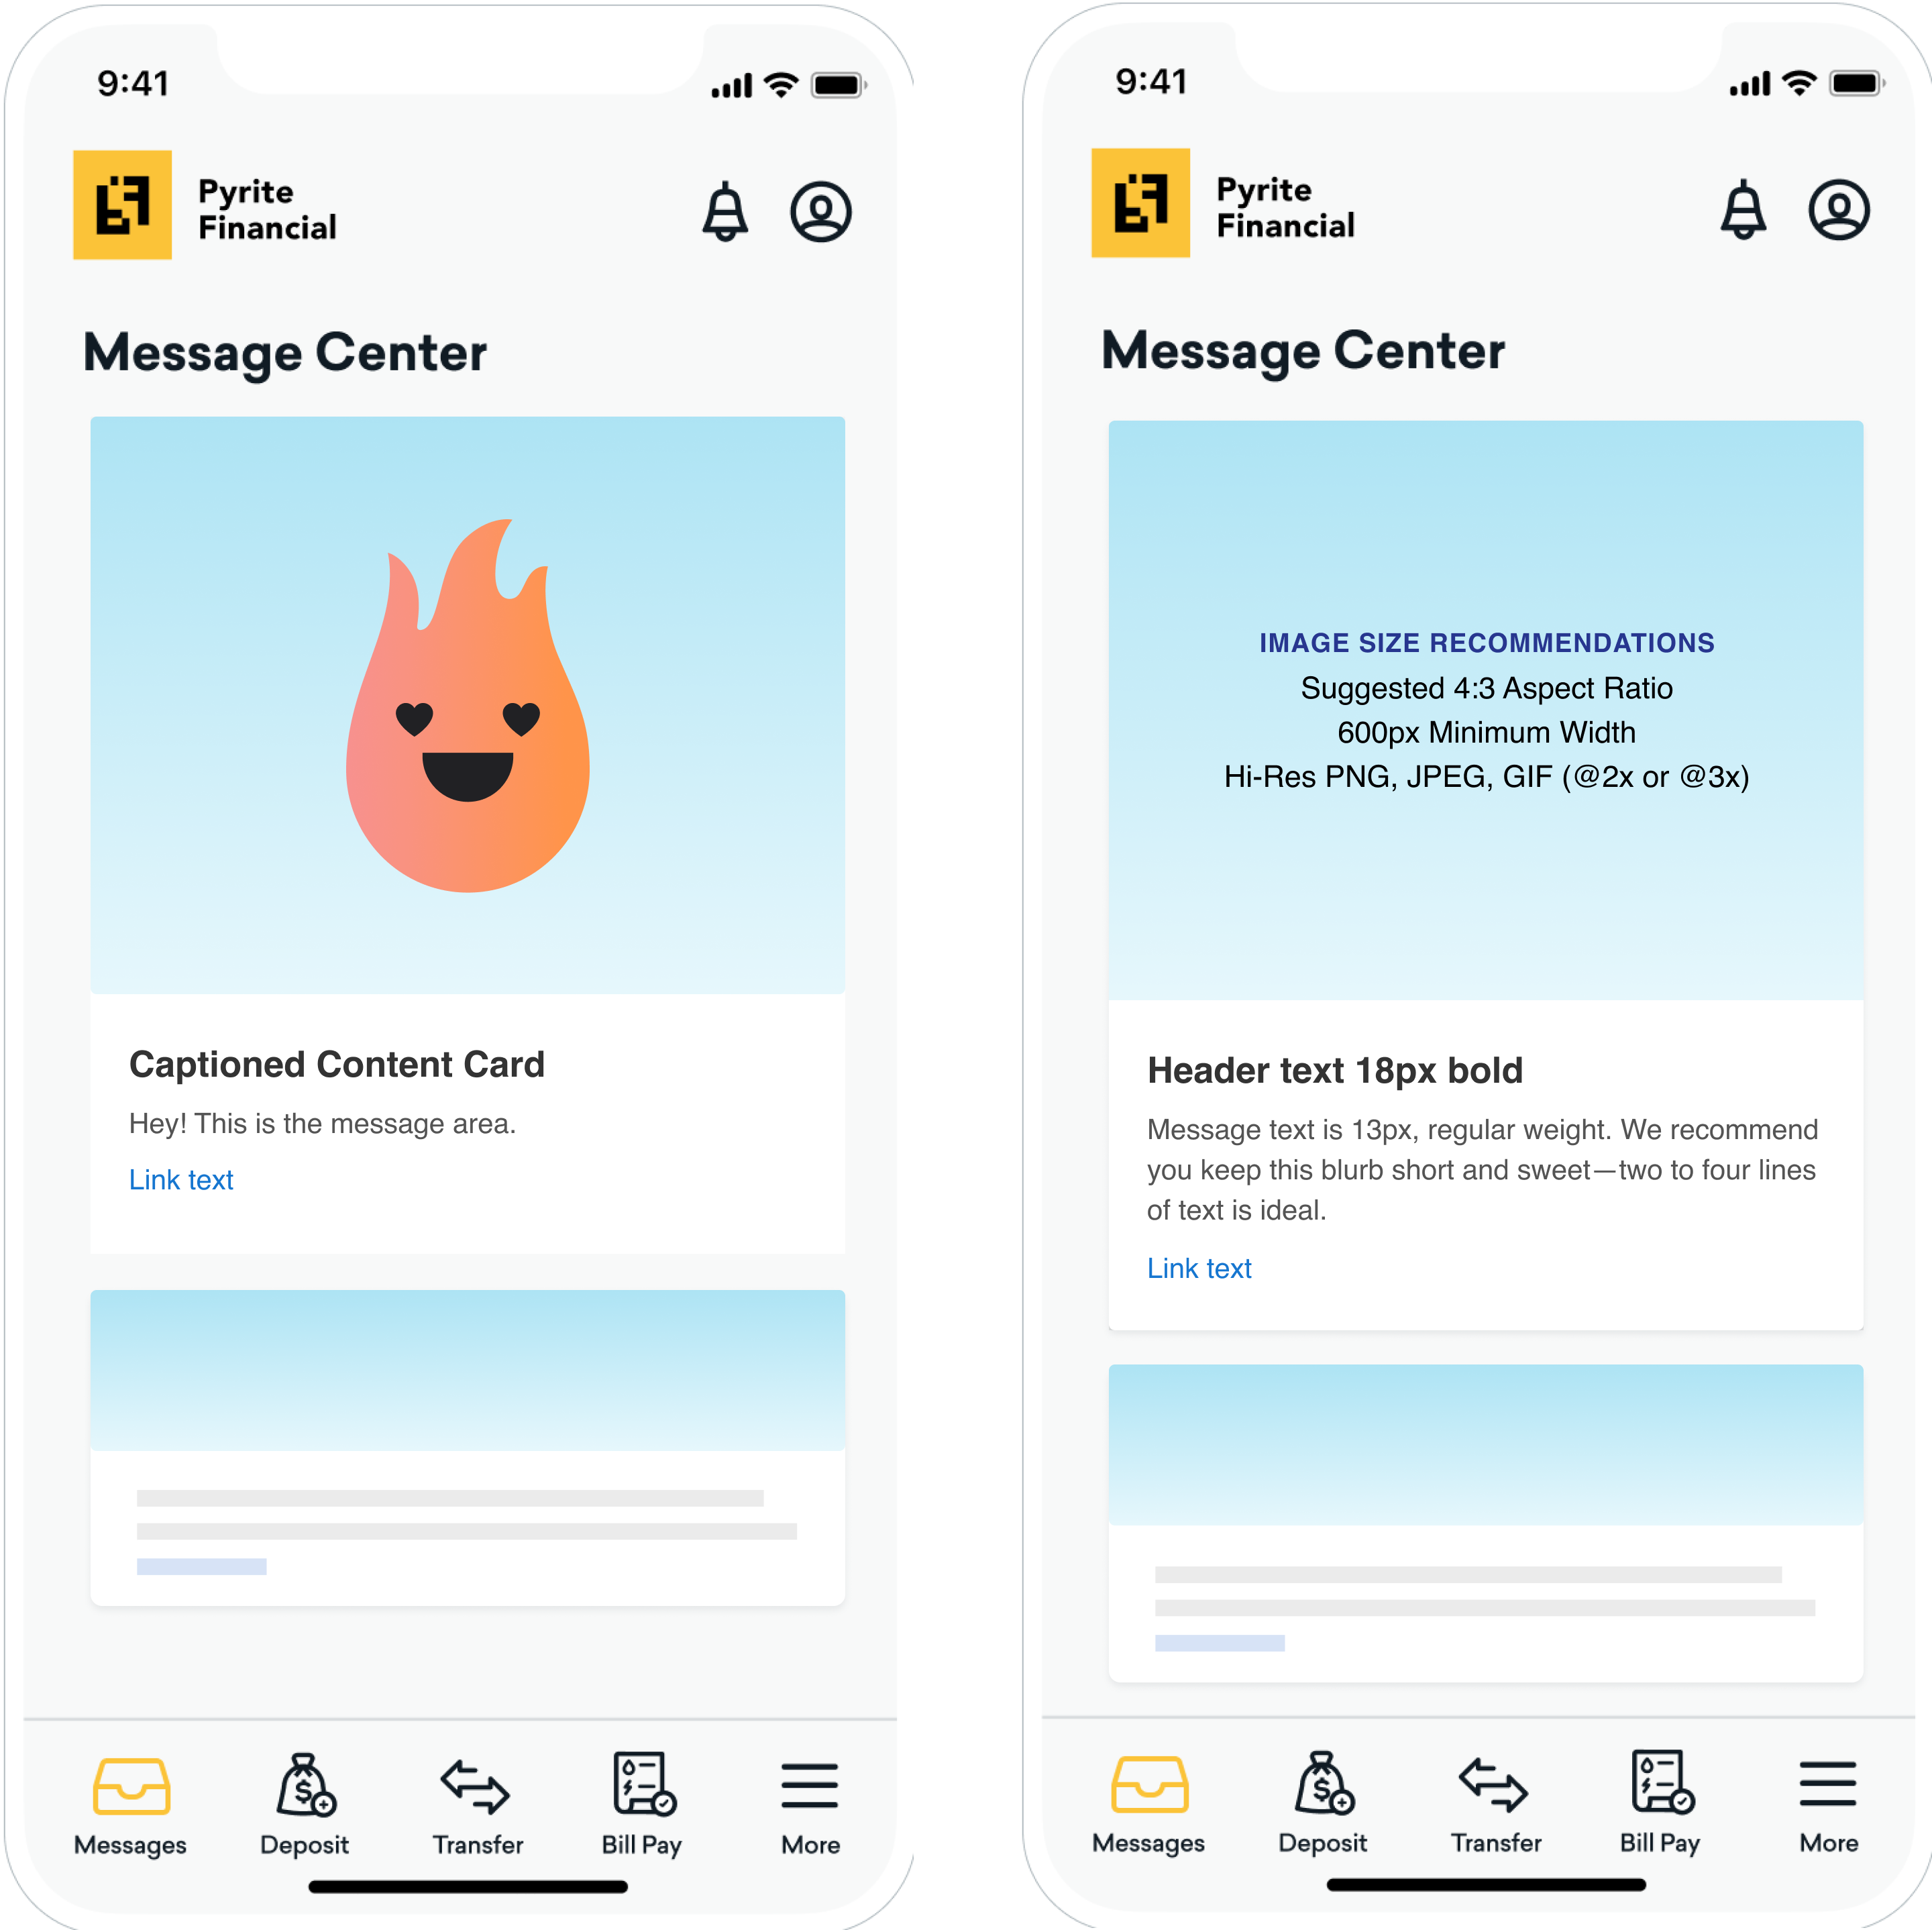 9:41
Pyrite
Financial
Message Center
Captioned Content Card
Hey! This is the message area.
Link text
Messages
Deposit
Transfer
Bill Pay
More
9:41
Pyrite
Financial
Message Center
IMAGE SIZE RECOMMENDATIONS
Suggested 4:3 Aspect Ratio
600px Minimum Width
Hi-Res PNG, JPEG, GIF (@2x or @3x)
Header text 18px bold
Message text is 13px, regular weight. We recommend
you keep this blurb short and sweet—two to four lines
of text is ideal.
Link text
Messages
Deposit
Transfer
Bill Pay
More